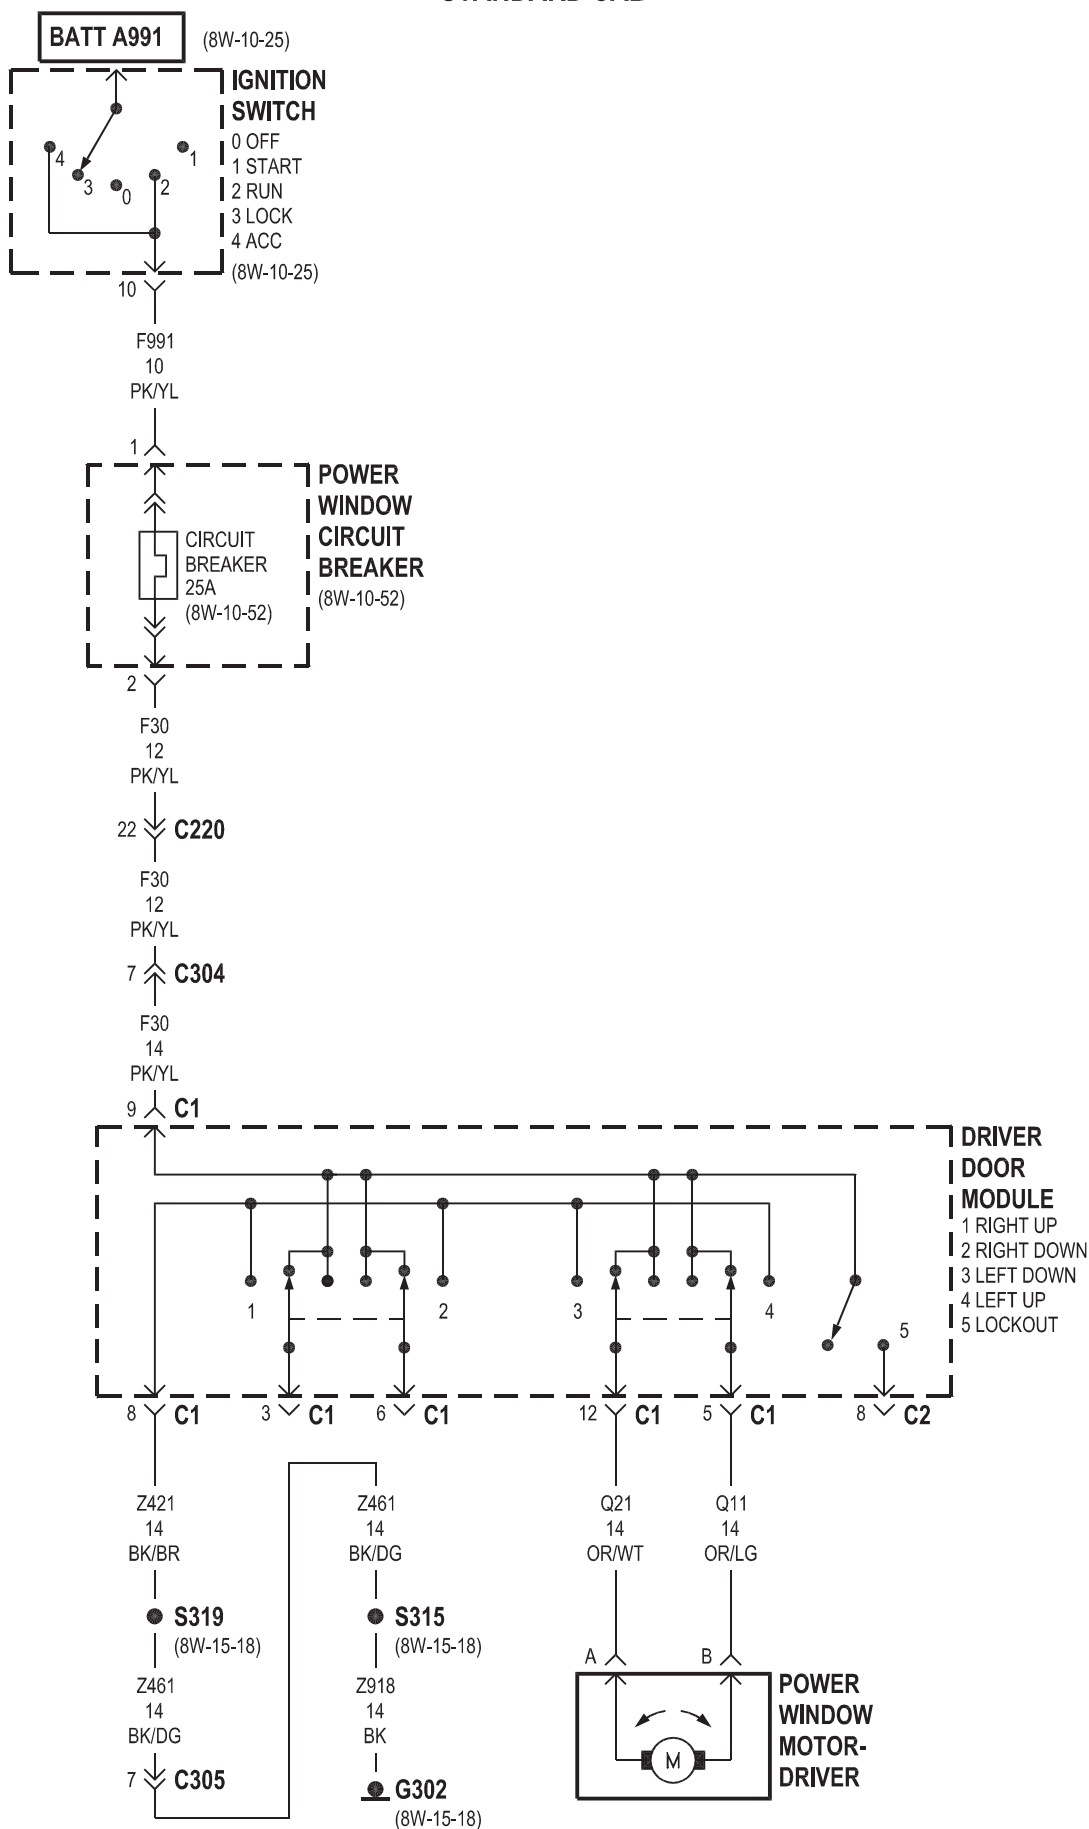 BATT A991 (8W-10-25)
IGNITION
SWITCH
0 OFF
1 START
2 RUN
3 LOCK
4 ACC
(8W-10-25)
4
3
0
2
1
10
F991
10
PK/YL
1
POWER
WINDOW
CIRCUIT
BREAKER
(8W-10-52)
CIRCUIT
BREAKER
25A
(8W-10-52)
2
F30
12
PK/YL
22 C220
F30
12
PK/YL
7 C304
F30
14
PK/YL
9 C1
DRIVER
DOOR
MODULE
1 RIGHT UP
2 RIGHT DOWN
3 LEFT DOWN
4 LEFT UP
5 LOCKOUT
1 2 3 4 5
8 C1 3 C1 6 C1 12 C1 5 C1 8 C2
Z421
14
BK/BR
S319
(8W-15-18)
Z461
14
BK/DG
7 C305
Z461
14
BK/DG
S315
(8W-15-18)
Z918
14
BK
G302
(8W-15-18)
Q21
14
OR/WT
Q11
14
OR/LG
A B
M
POWER
WINDOW
MOTOR-
DRIVER